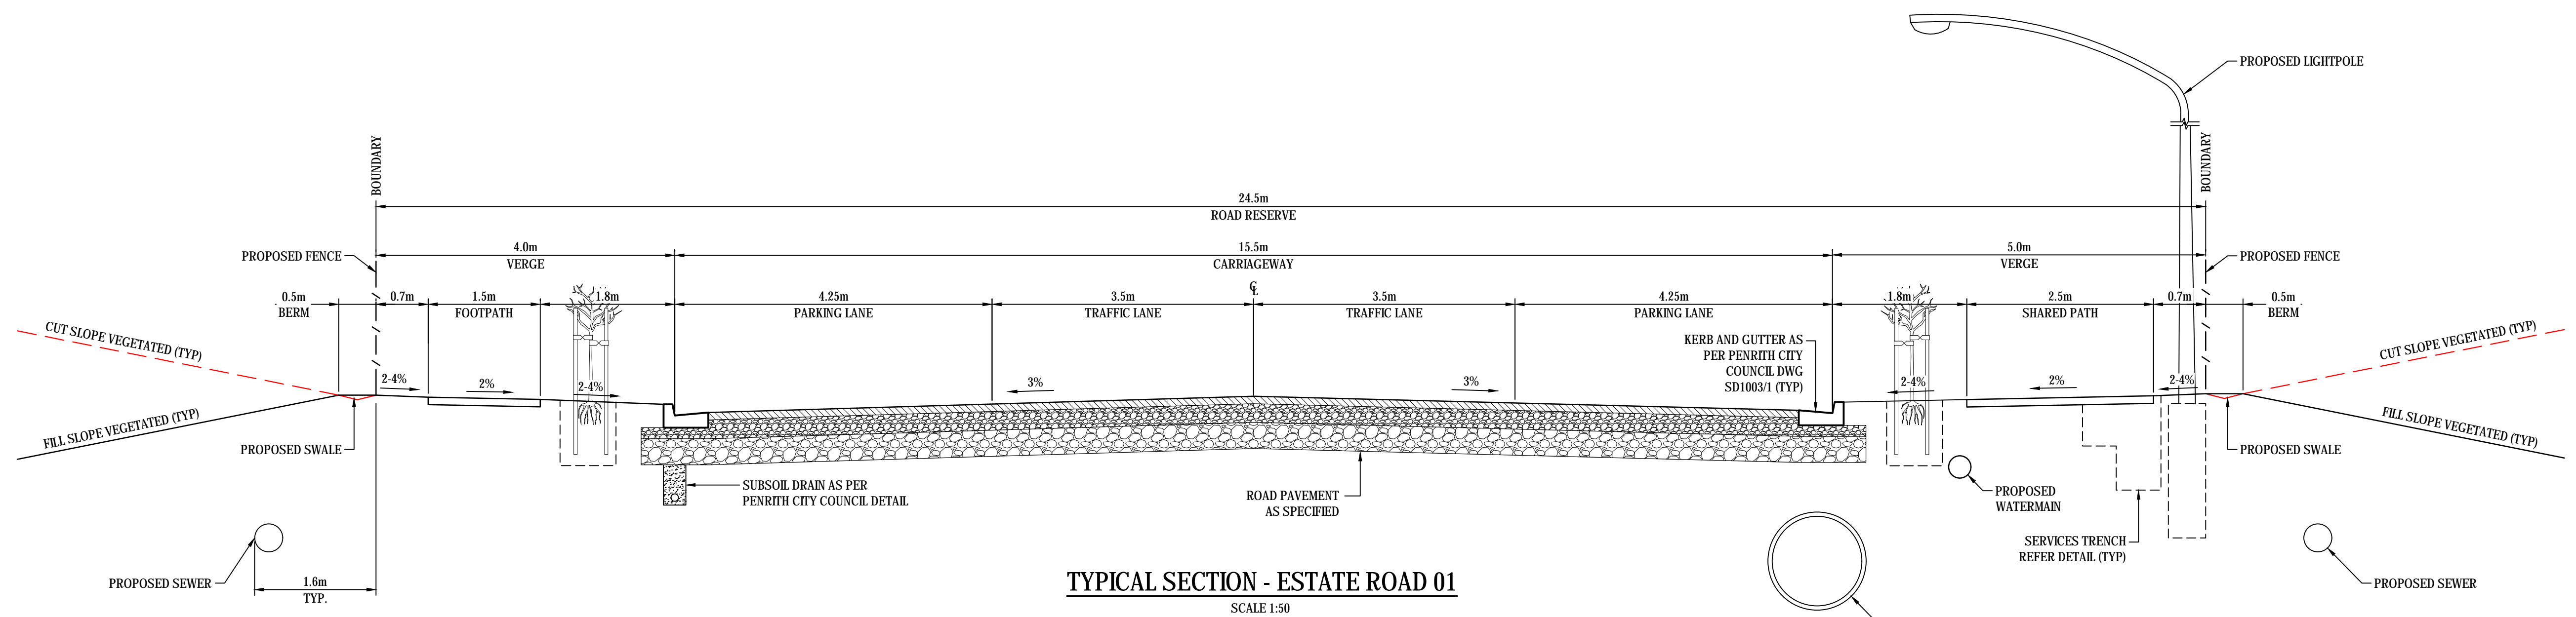 PROPOSED LIGHTPOLE
BOUNDARY
BOUNDARY
24.5m
ROAD RESERVE
PROPOSED FENCE
4.0m
VERGE
15.5m
CARRIAGEWAY
5.0m
VERGE
PROPOSED FENCE
0.5m
BERM
0.7m
1.5m
FOOTPATH
1.8m
4.25m
PARKING LANE
3.5m
TRAFFIC LANE
℄
3.5m
TRAFFIC LANE
4.25m
PARKING LANE
1.8m
2.5m
SHARED PATH
0.7m
0.5m
BERM
CUT SLOPE VEGETATED (TYP)
KERB AND GUTTER AS
PER PENRITH CITY
COUNCIL DWG
SD1003/1 (TYP)
CUT SLOPE VEGETATED (TYP)
2-4%
2%
2-4%
3%
3%
2-4%
2%
2-4%
FILL SLOPE VEGETATED (TYP)
FILL SLOPE VEGETATED (TYP)
PROPOSED SWALE
PROPOSED SWALE
SUBSOIL DRAIN AS PER
PENRITH CITY COUNCIL DETAIL
ROAD PAVEMENT
AS SPECIFIED
PROPOSED
WATERMAIN
SERVICES TRENCH
REFER DETAIL (TYP)
PROPOSED SEWER
1.6m
TYP.
PROPOSED SEWER
TYPICAL SECTION - ESTATE ROAD 01
SCALE 1:50